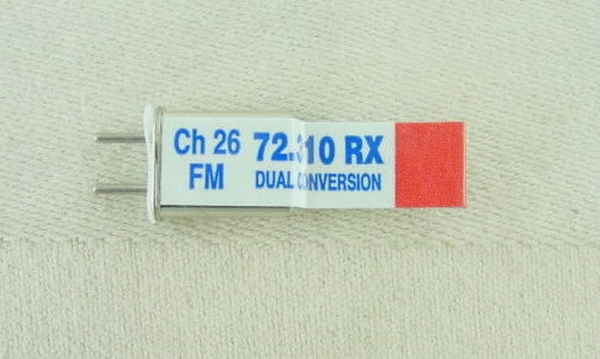 Ch 26 72.310 RX
FM DUAL CONVERSION